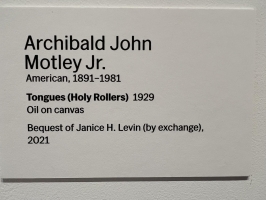 Archibald John
Motley Jr.
American, 1891–1981
Tongues (Holy Rollers) 1929
Oil on canvas
Bequest of Janice H. Levin (by exchange),
2021